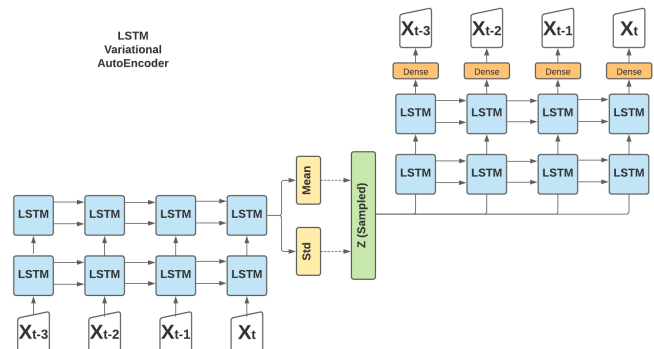 LSTM
Variational
AutoEncoder
Xt-3 Xt-2 Xt-1 Xt
Dense Dense Dense Dense
LSTM LSTM LSTM LSTM
LSTM LSTM LSTM LSTM
Mean
Z (Sampled)
Std
LSTM LSTM LSTM LSTM
LSTM LSTM LSTM LSTM
Xt-3 Xt-2 Xt-1 Xt